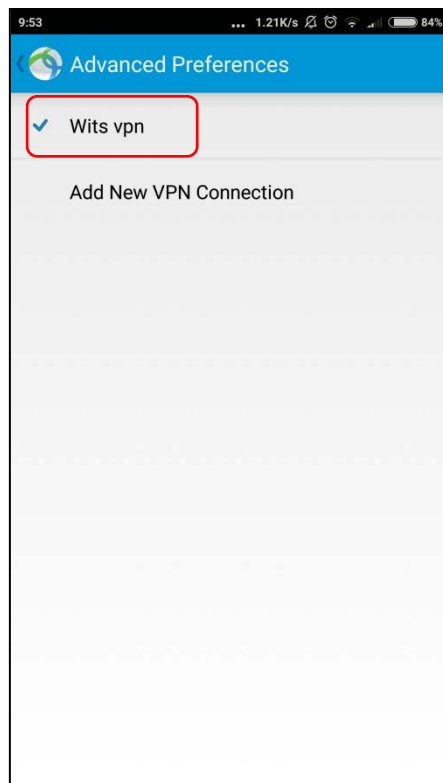 9:53 ... 1.21K/s 84%
Advanced Preferences
Wits vpn
Add New VPN Connection